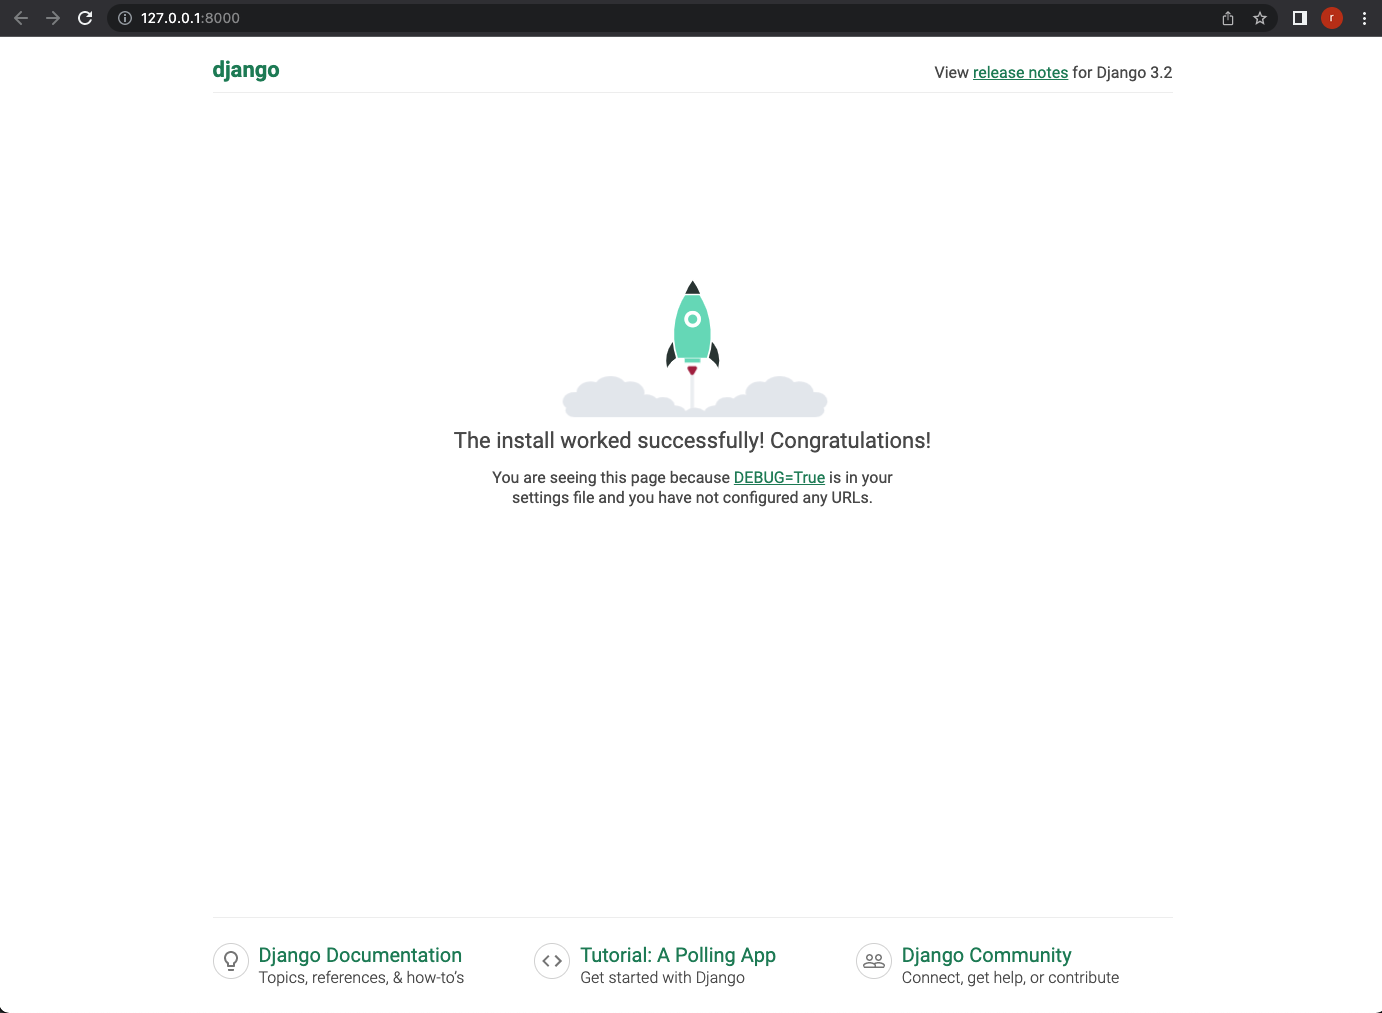 127.0.0.1:8000
r
django
View release notes for Django 3.2
The install worked successfully! Congratulations!
You are seeing this page because DEBUG=True is in your
settings file and you have not configured any URLs.
Django Documentation
Topics, references, & how-to’s
Tutorial: A Polling App
Get started with Django
Django Community
Connect, get help, or contribute